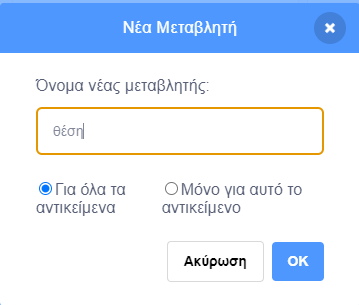 Νέα Μεταβλητή
Όνομα νέας μεταβλητής:
θέση
Για όλα τα αντικείμενα
Μόνο για αυτό το αντικείμενο
Ακύρωση
OK